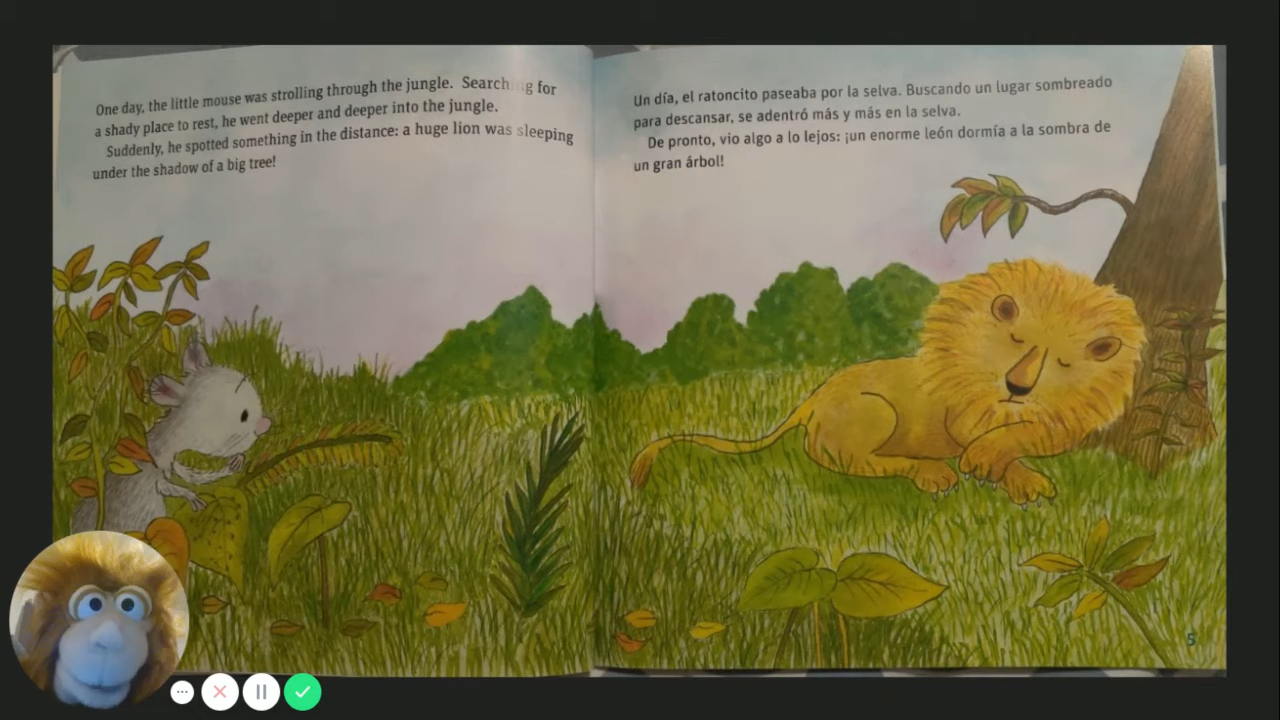 One day, the little mouse was strolling through the jungle. Searching for
a shady place to rest, he went deeper and deeper into the jungle.
Suddenly, he spotted something in the distance: a huge lion was sleeping
under the shadow of a big tree!
Un día, el ratoncito paseaba por la selva. Buscando un lugar sombreado
para descansar, se adentró más y más en la selva.
De pronto, vio algo a lo lejos: ¡un enorme león dormía a la sombra de
un gran árbol!
5